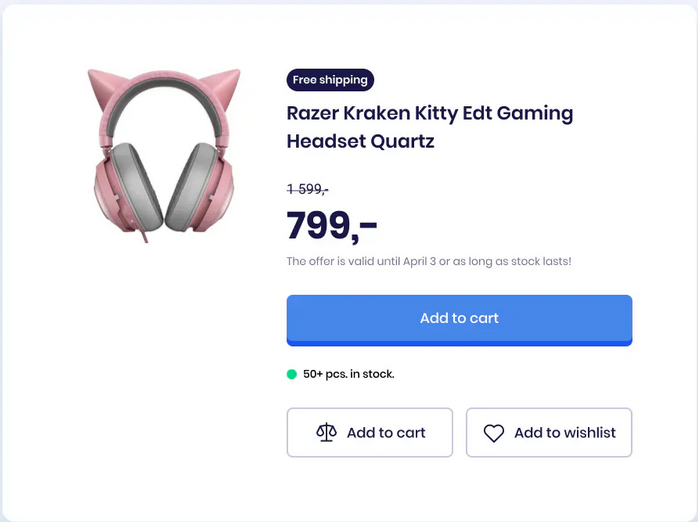 Free shipping
Razer Kraken Kitty Edt Gaming
Headset Quartz
1 599,-
799,-
The offer is valid until April 3 or as long as stock lasts!
Add to cart
50+ pcs. in stock.
Add to cart
Add to wishlist